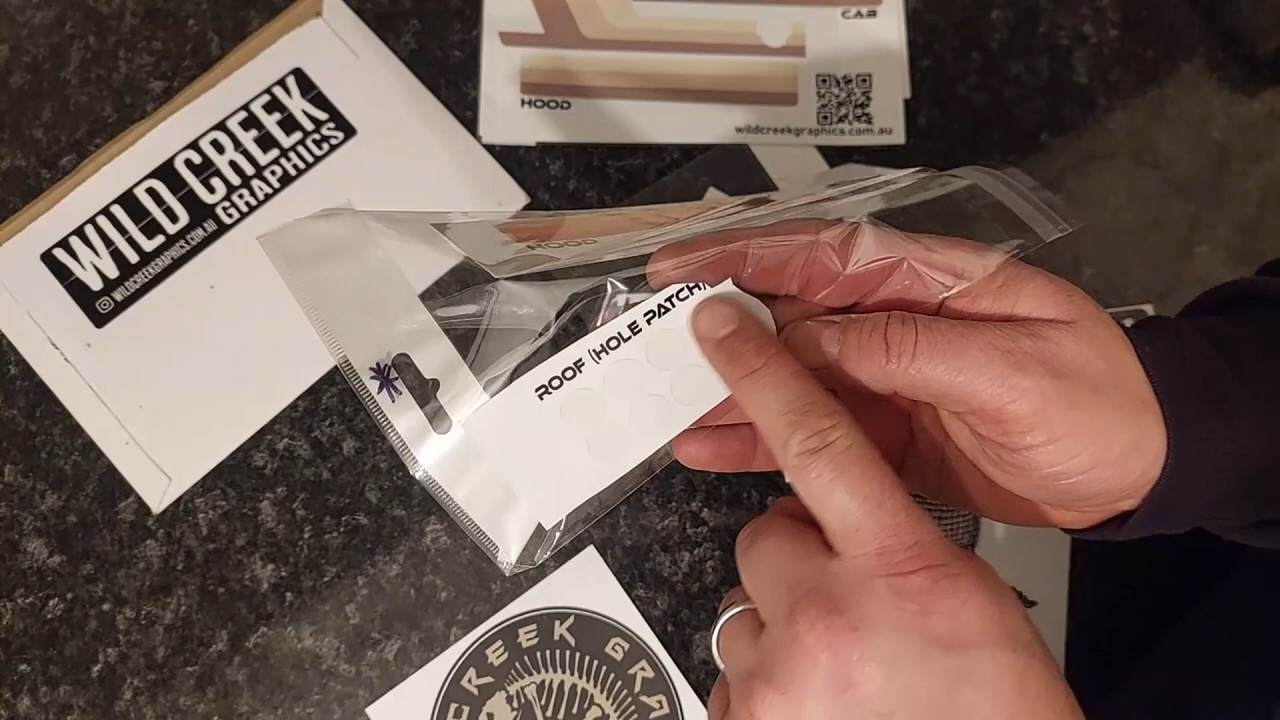 CAB
HOOD
wildcreekgraphics.com.au
WILD CREEK
GRAPHICS
WILDCREEKGRAPHICS.COM.AU
HOOD
ROOF (HOLE PATCH)
CREEK GRA